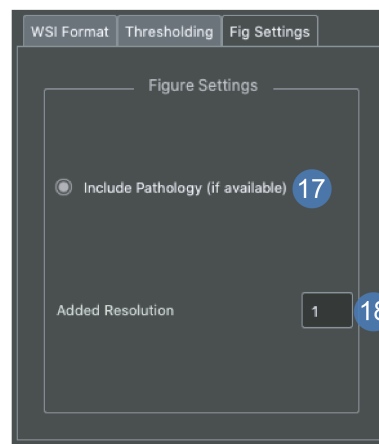 WSI Format Thresholding Fig Settings
Figure Settings
Include Pathology (if available) 17
Added Resolution 1 18